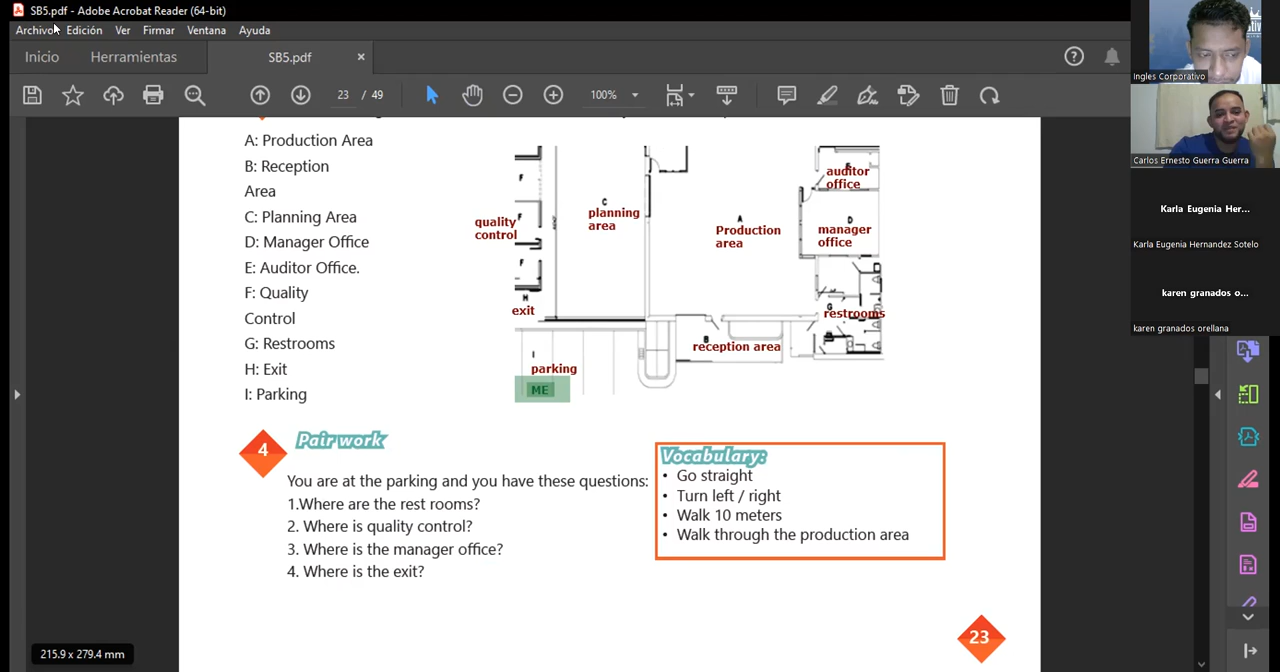 SB5.pdf - Adobe Acrobat Reader (64-bit)
Archivo Edición Ver Firmar Ventana Ayuda
Inicio Herramientas SB5.pdf ×
23 / 49 100%
A: Production Area
B: Reception
Area
C: Planning Area
D: Manager Office
E: Auditor Office.
F: Quality
Control
G: Restrooms
H: Exit
I: Parking
F
quality
control
F
F
H
exit
C
planning
area
A
Production
area
auditor
office
D
manager
office
G
restrooms
B
reception area
I
parking
ME
4
Pair work
You are at the parking and you have these questions:
1.Where are the rest rooms?
2. Where is quality control?
3. Where is the manager office?
4. Where is the exit?
Vocabulary:
• Go straight
• Turn left / right
• Walk 10 meters
• Walk through the production area
23
215.9 x 279.4 mm
Ingles Corporativo
Carlos Ernesto Guerra Guerra
Karla Eugenia Her...
Karla Eugenia Hernandez Sotelo
karen granados o...
karen granados orellana